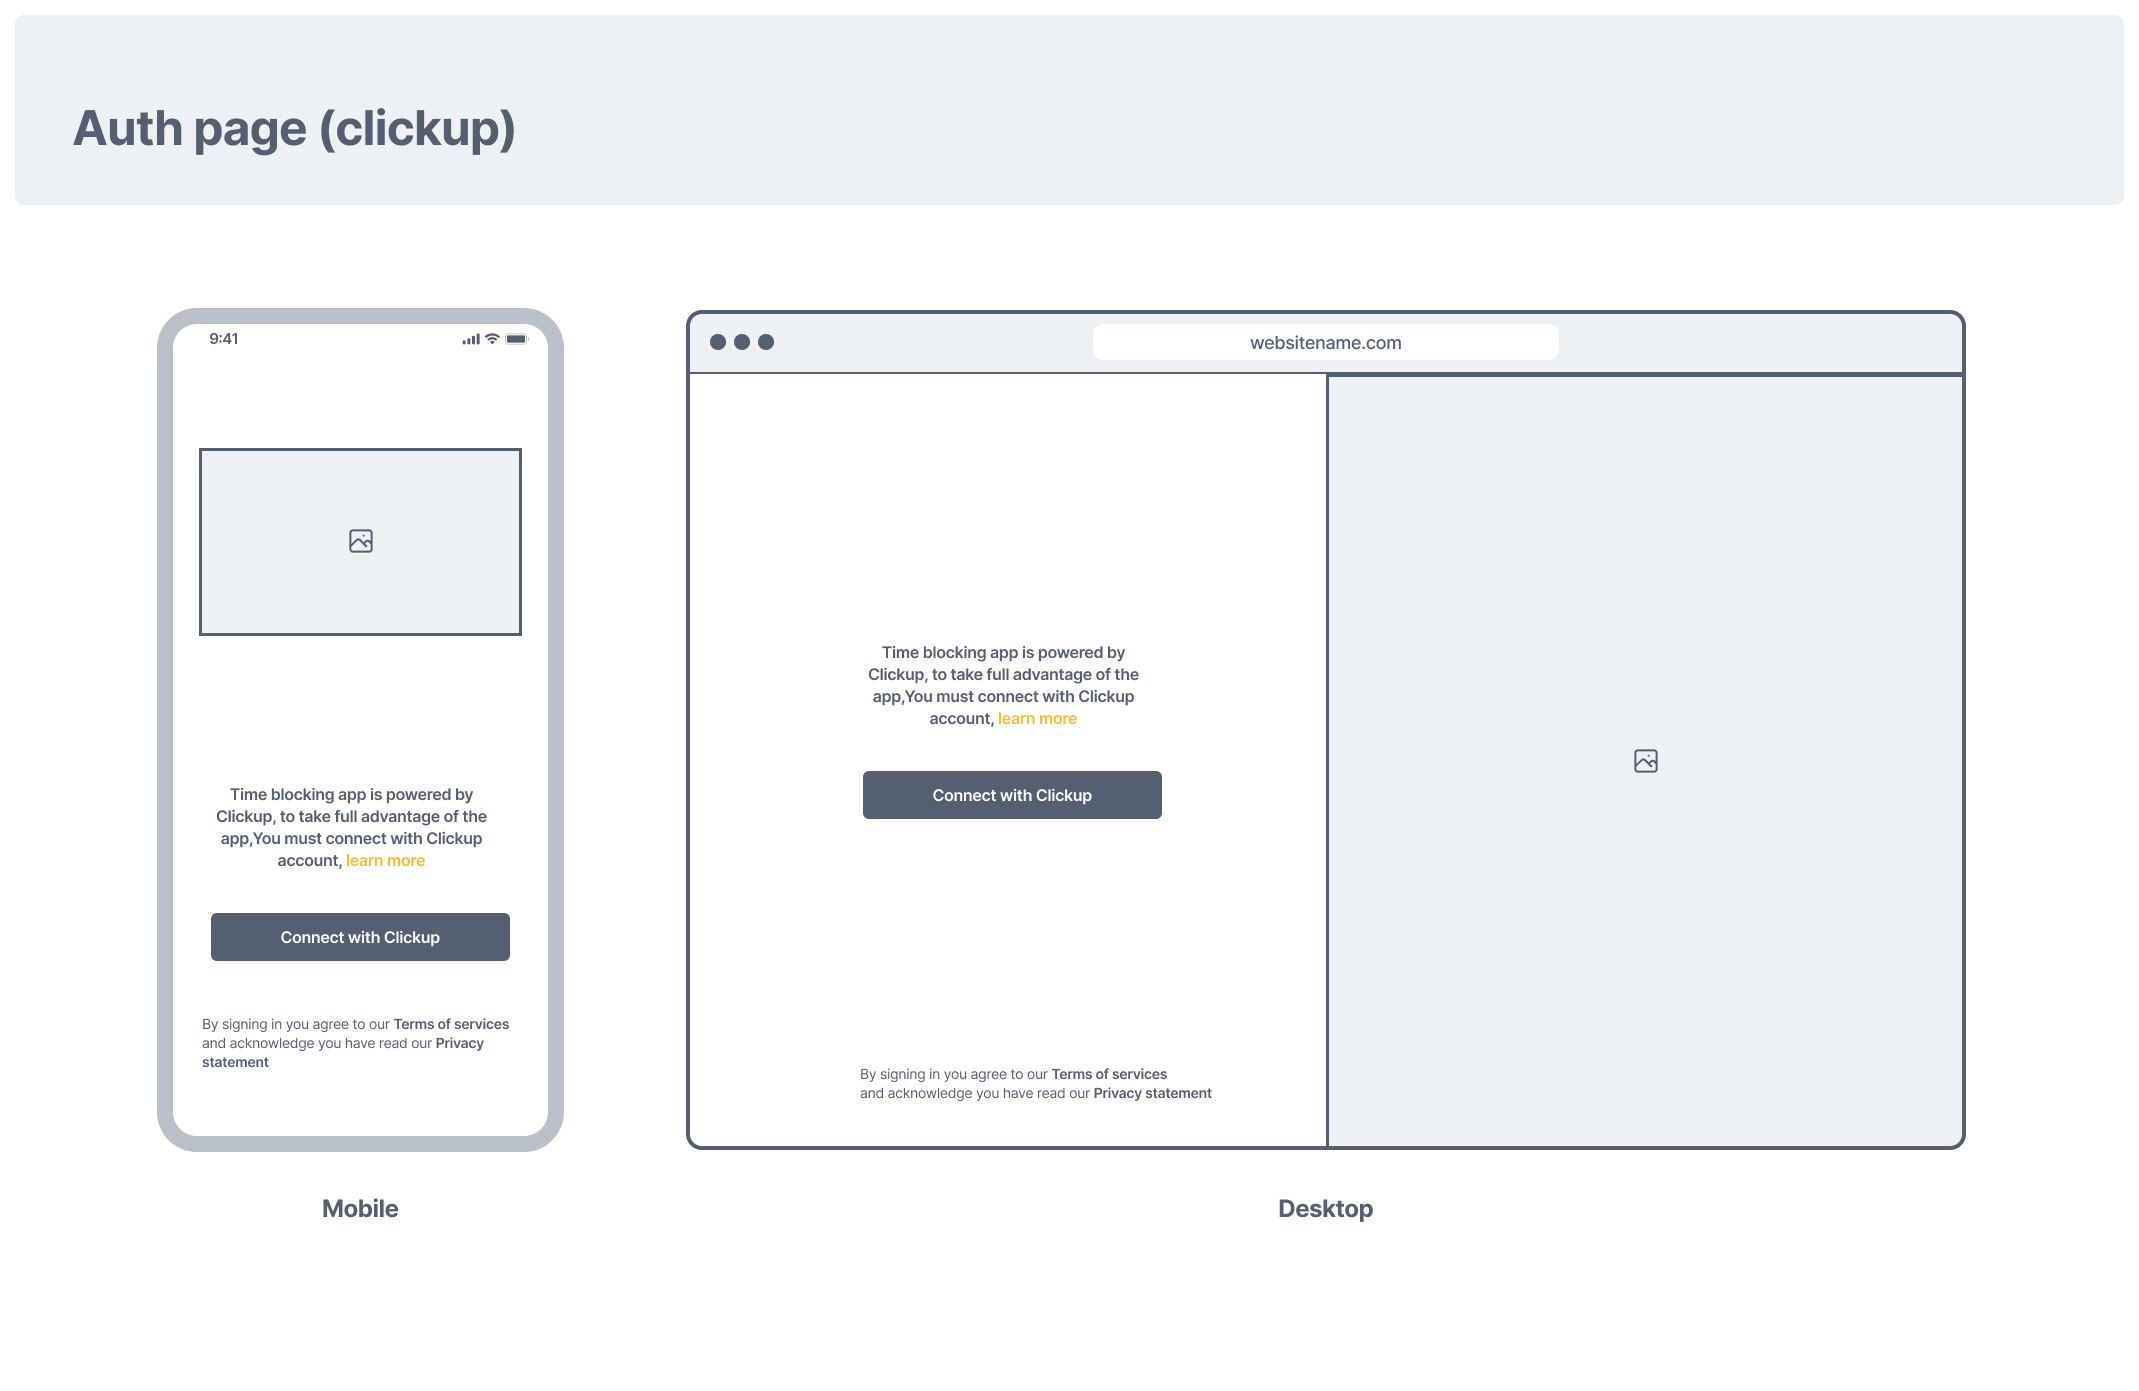 Auth page (clickup)
9:41
Time blocking app is powered by
Clickup, to take full advantage of the
app,You must connect with Clickup
account, learn more
Connect with Clickup
By signing in you agree to our Terms of services
and acknowledge you have read our Privacy
statement
Mobile
websitename.com
Time blocking app is powered by
Clickup, to take full advantage of the
app,You must connect with Clickup
account, learn more
Connect with Clickup
By signing in you agree to our Terms of services
and acknowledge you have read our Privacy statement
Desktop